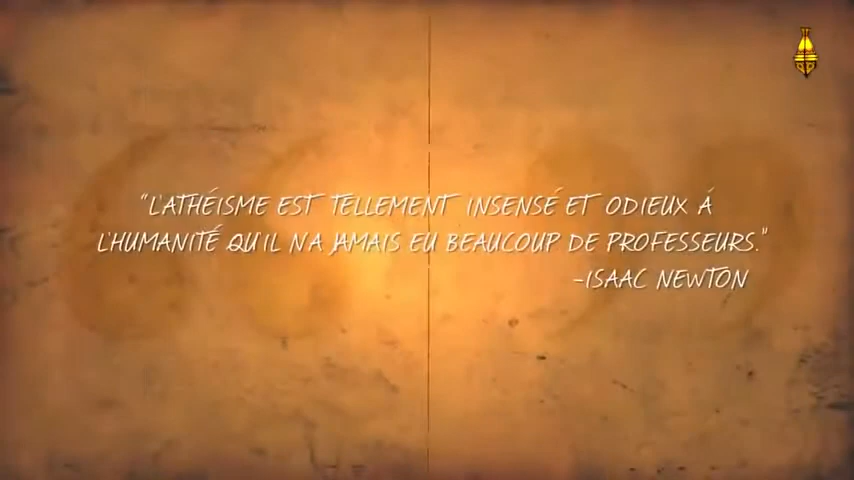 "L'ATHÉISME EST TELLEMENT INSENSÉ ET ODIEUX Á
L'HUMANITÉ QU'IL N'A JAMAIS EU BEAUCOUP DE PROFESSEURS."
-ISAAC NEWTON